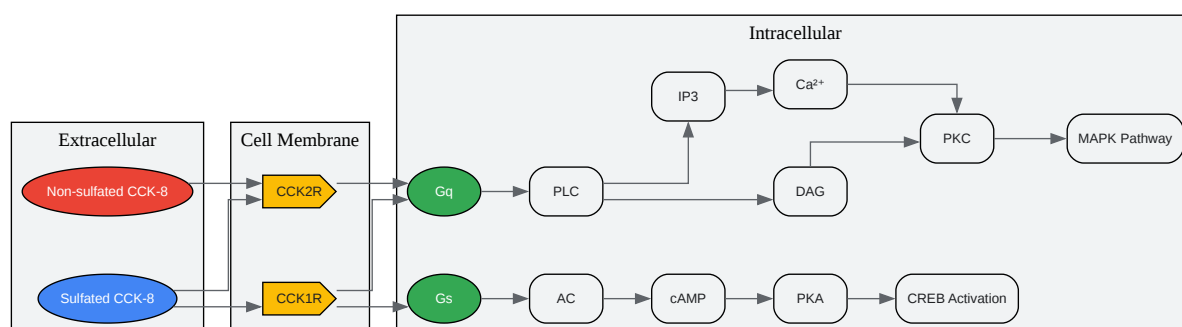 Intracellular
Extracellular
Cell Membrane
IP3
Ca²⁺
PKC
MAPK Pathway
Non-sulfated CCK-8
CCK2R
Gq
PLC
DAG
Sulfated CCK-8
CCK1R
Gs
AC
cAMP
PKA
CREB Activation